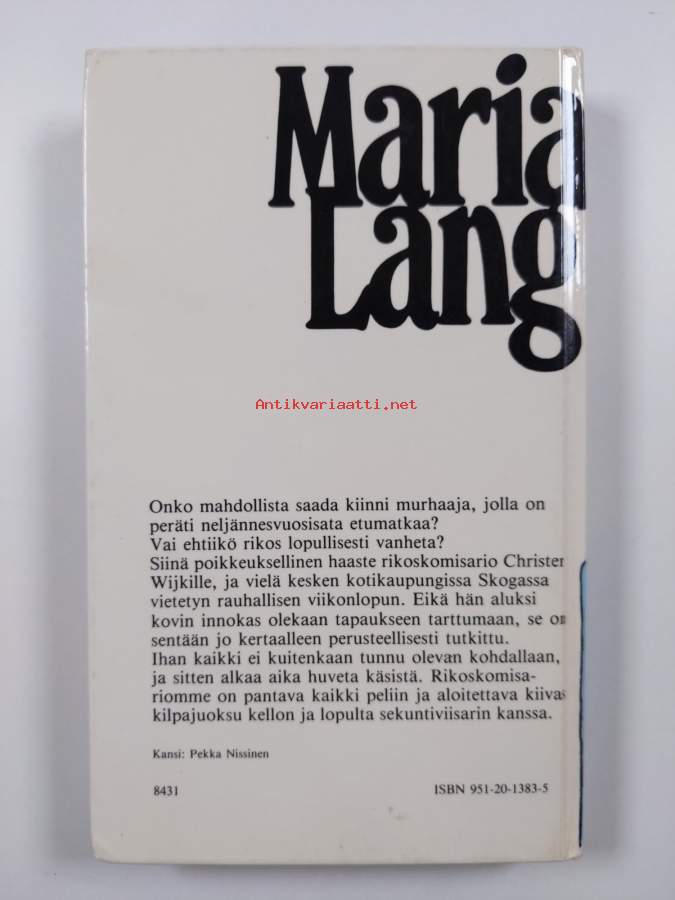 Maria
Lang
Antikvariaatti.net
Onko mahdollista saada kiinni murhaaja, jolla on
peräti neljännesvuosisata etumatkaa?
Vai ehtiikö rikos lopullisesti vanheta?
Siinä poikkeuksellinen haaste rikoskomisario Christer
Wijkille, ja vielä kesken kotikaupungissa Skogassa
vietetyn rauhallisen viikonlopun. Eikä hän aluksi
kovin innokas olekaan tapaukseen tarttumaan, se on
sentään jo kertaalleen perusteellisesti tutkittu.
Ihan kaikki ei kuitenkaan tunnu olevan kohdallaan,
ja sitten alkaa aika huveta käsistä. Rikoskomisa-
riomme on pantava kaikki peliin ja aloitettava kiivas
kilpajuoksu kellon ja lopulta sekuntiviisarin kanssa.
Kansi: Pekka Nissinen
8431 ISBN 951-20-1383-5